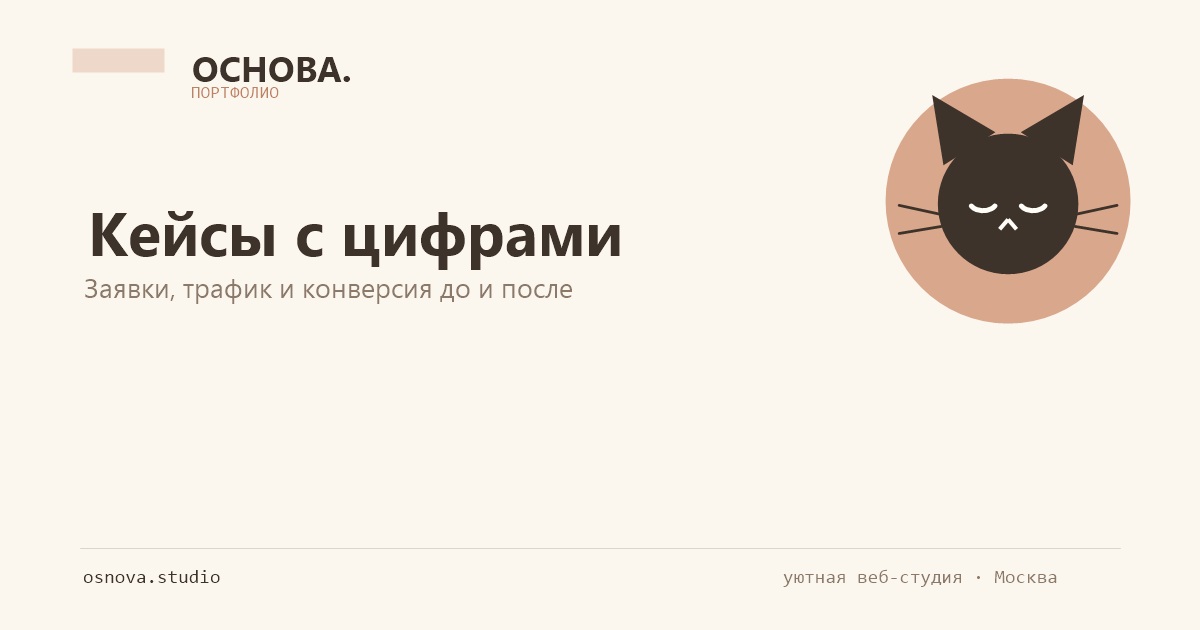 ОСНОВА.
ПОРТФОЛИО
Кейсы с цифрами
Заявки, трафик и конверсия до и после
osnova.studio
уютная веб-студия · Москва